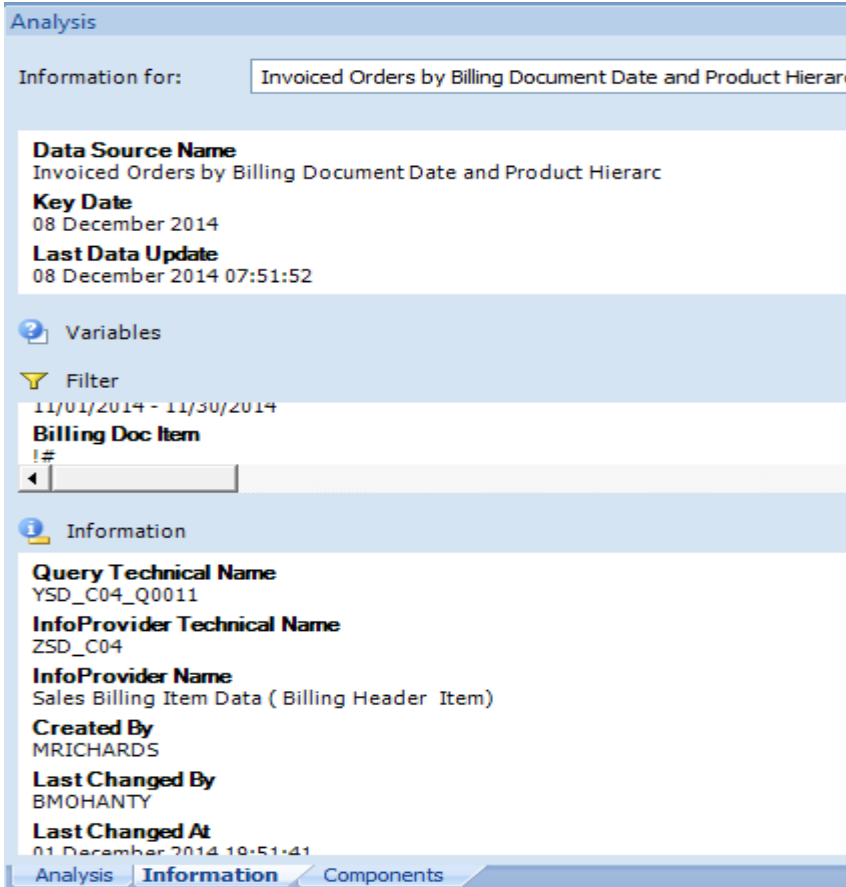 Analysis
Information for: Invoiced Orders by Billing Document Date and Product Hierar
Data Source Name
Invoiced Orders by Billing Document Date and Product Hierarc
Key Date
08 December 2014
Last Data Update
08 December 2014 07:51:52
Variables
Filter
11/01/2014 - 11/30/2014
Billing Doc Item
!#
Information
Query Technical Name
YSD_C04_Q0011
InfoProvider Technical Name
ZSD_C04
InfoProvider Name
Sales Billing Item Data ( Billing Header Item)
Created By
MRICHARDS
Last Changed By
BMOHANTY
Last Changed At
01 December 2014 19:51:41
Analysis Information Components